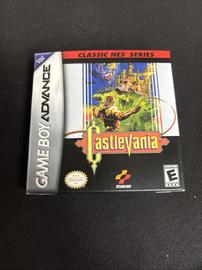 GAME BOY ADVANCE
CLASSIC NES SERIES
Castlevania
KONAMI
E